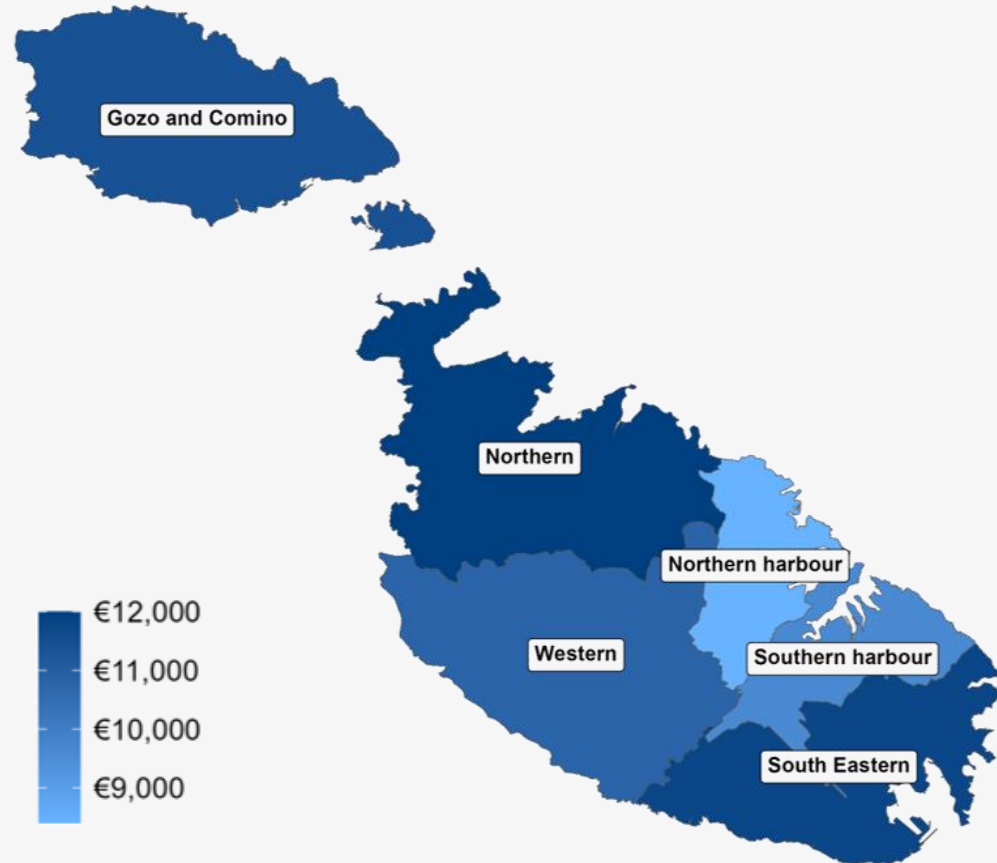 Gozo and Comino
Northern
Northern harbour
Western
Southern harbour
South Eastern
€12,000
€11,000
€10,000
€9,000